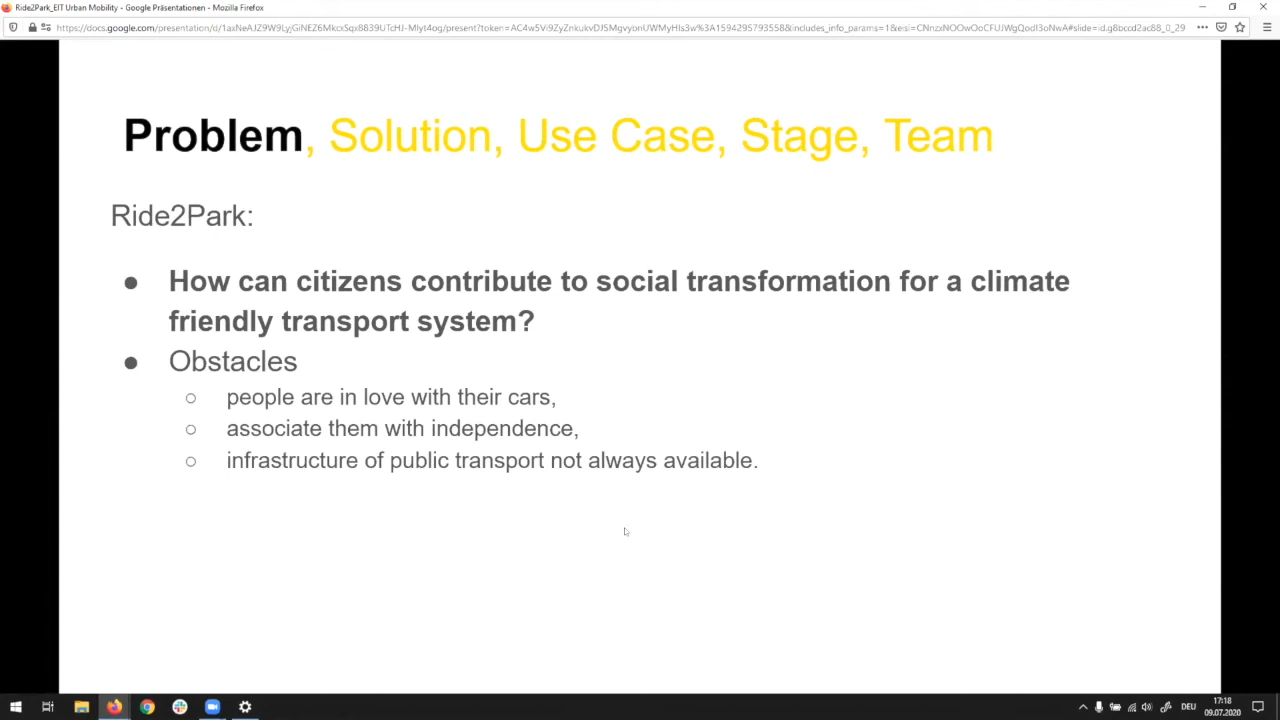 Ride2Park_EIT Urban Mobility - Google Präsentationen - Mozilla Firefox
Problem, Solution, Use Case, Stage, Team
Ride2Park:
How can citizens contribute to social transformation for a climate
friendly transport system?
Obstacles
people are in love with their cars,
associate them with independence,
infrastructure of public transport not always available.
DEU
17:18
09.07.2020